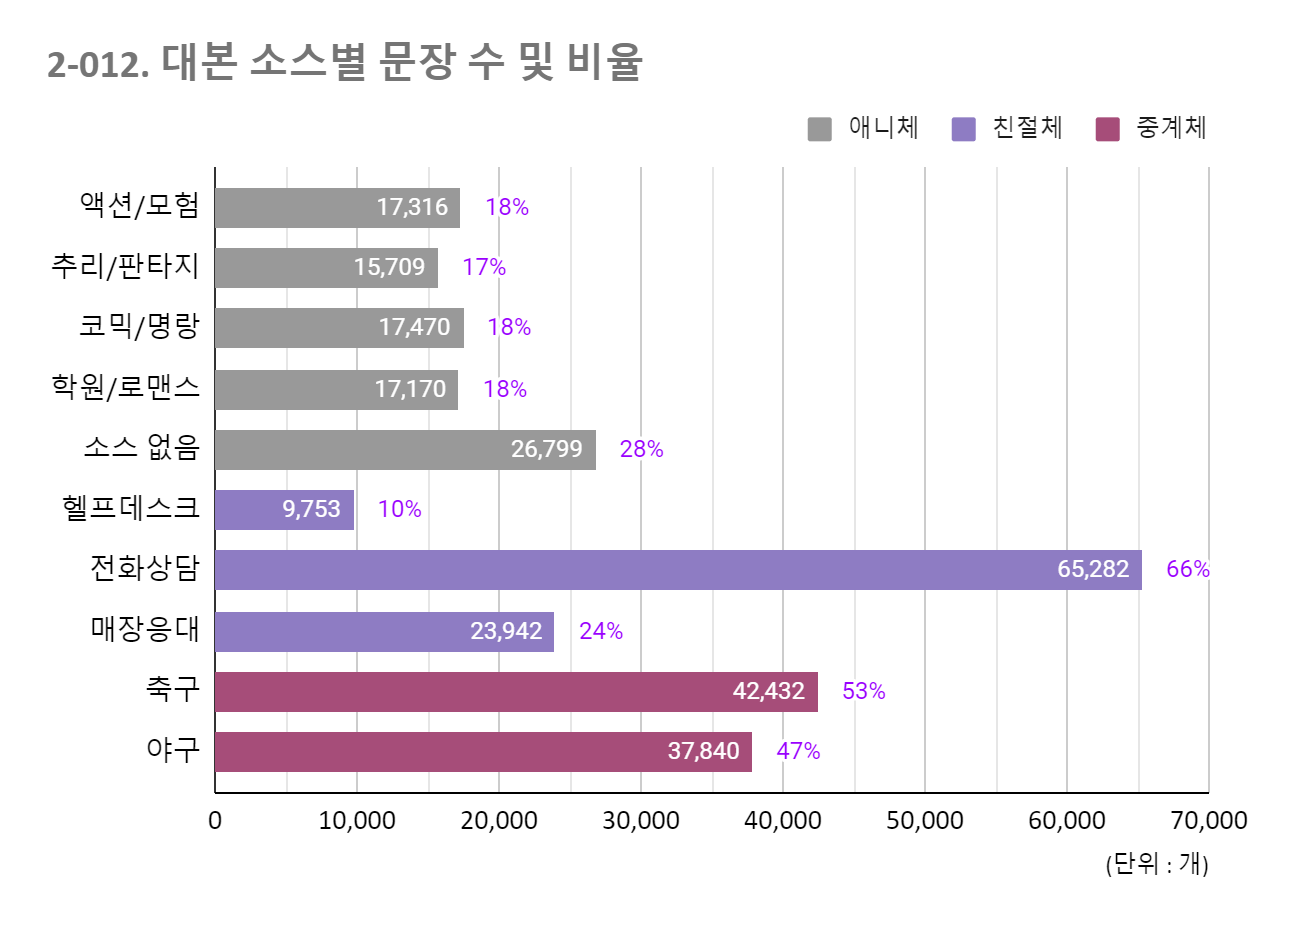 2-012. 대본 소스별 문장 수 및 비율
애니체 친절체 중계체
액션/모험 17,316 18%
추리/판타지 15,709 17%
코믹/명랑 17,470 18%
학원/로맨스 17,170 18%
소스 없음 26,799 28%
헬프데스크 9,753 10%
전화상담 65,282 66%
매장응대 23,942 24%
축구 42,432 53%
야구 37,840 47%
0 10,000 20,000 30,000 40,000 50,000 60,000 70,000
(단위 : 개)